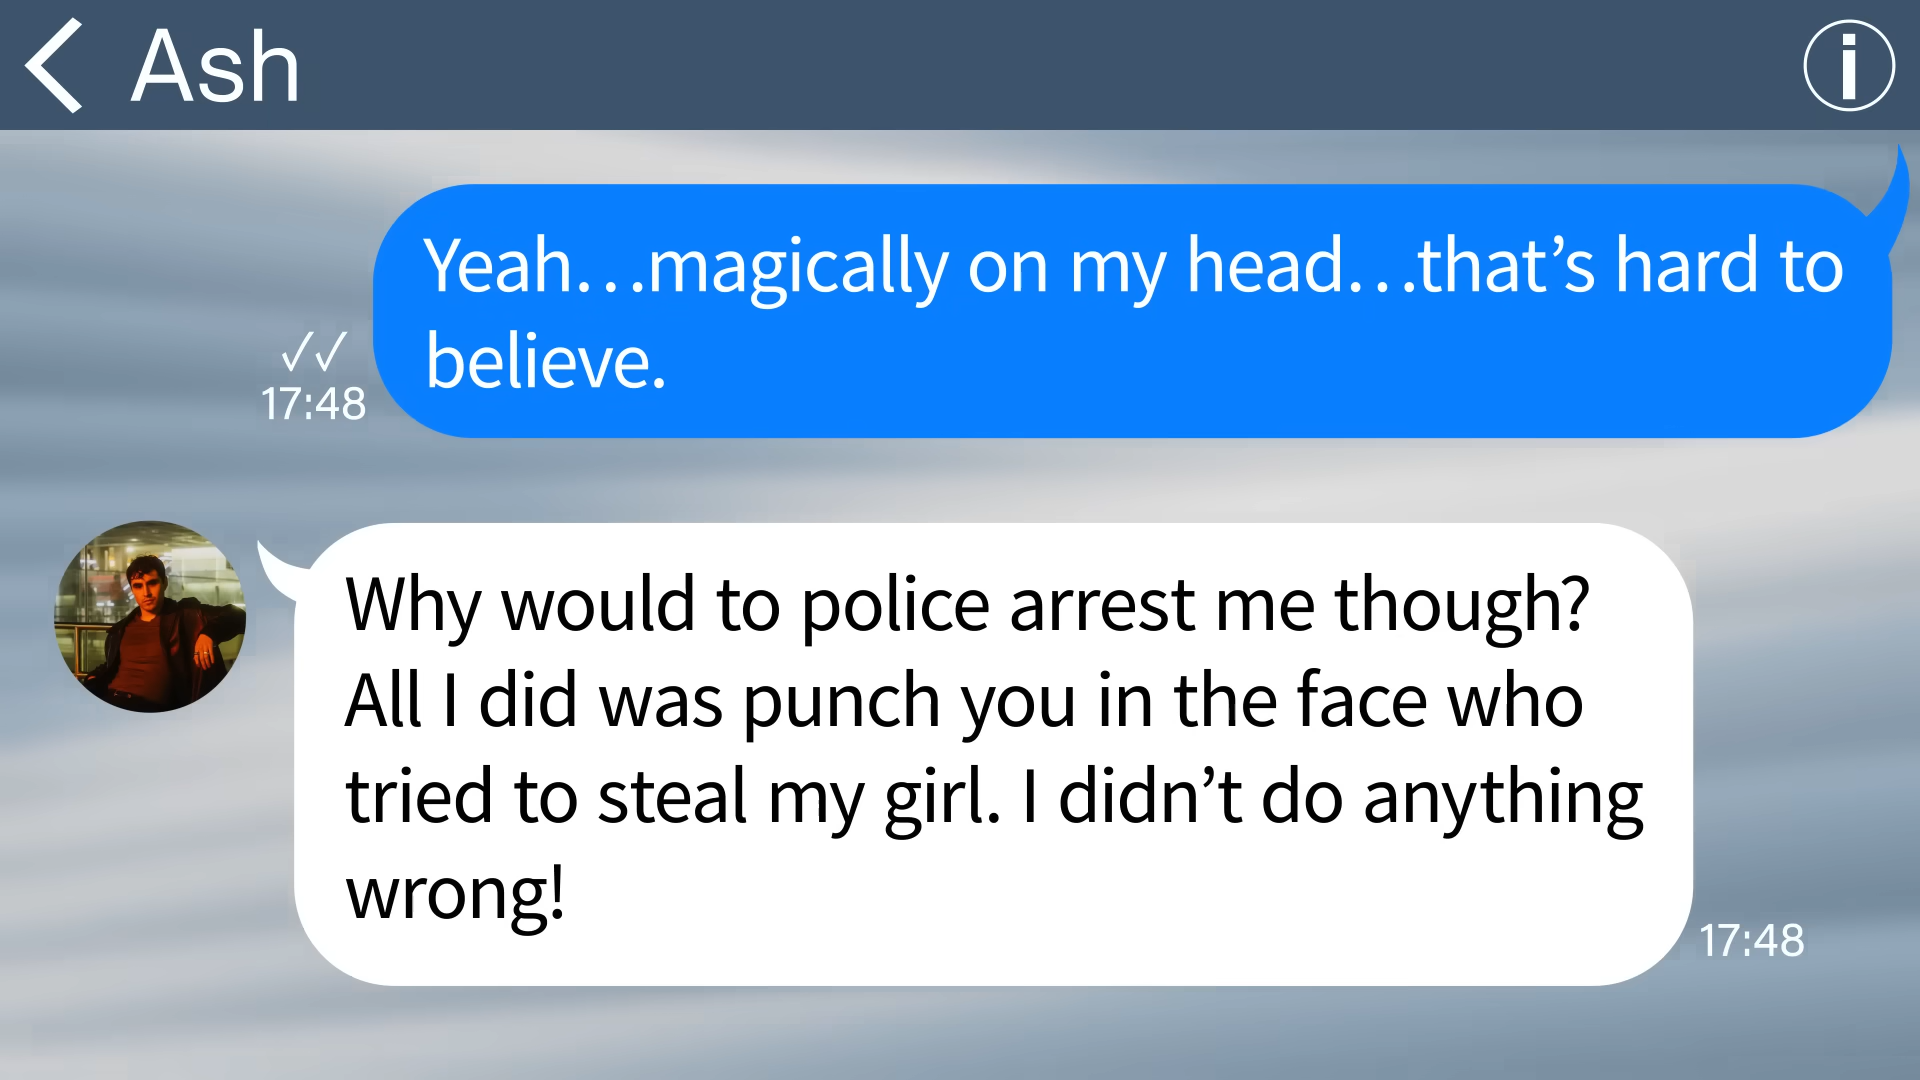 Ash
Yeah…magically on my head…that’s hard to
believe.
✓✓
17:48
Why would to police arrest me though?
All I did was punch you in the face who
tried to steal my girl. I didn’t do anything
wrong!
17:48